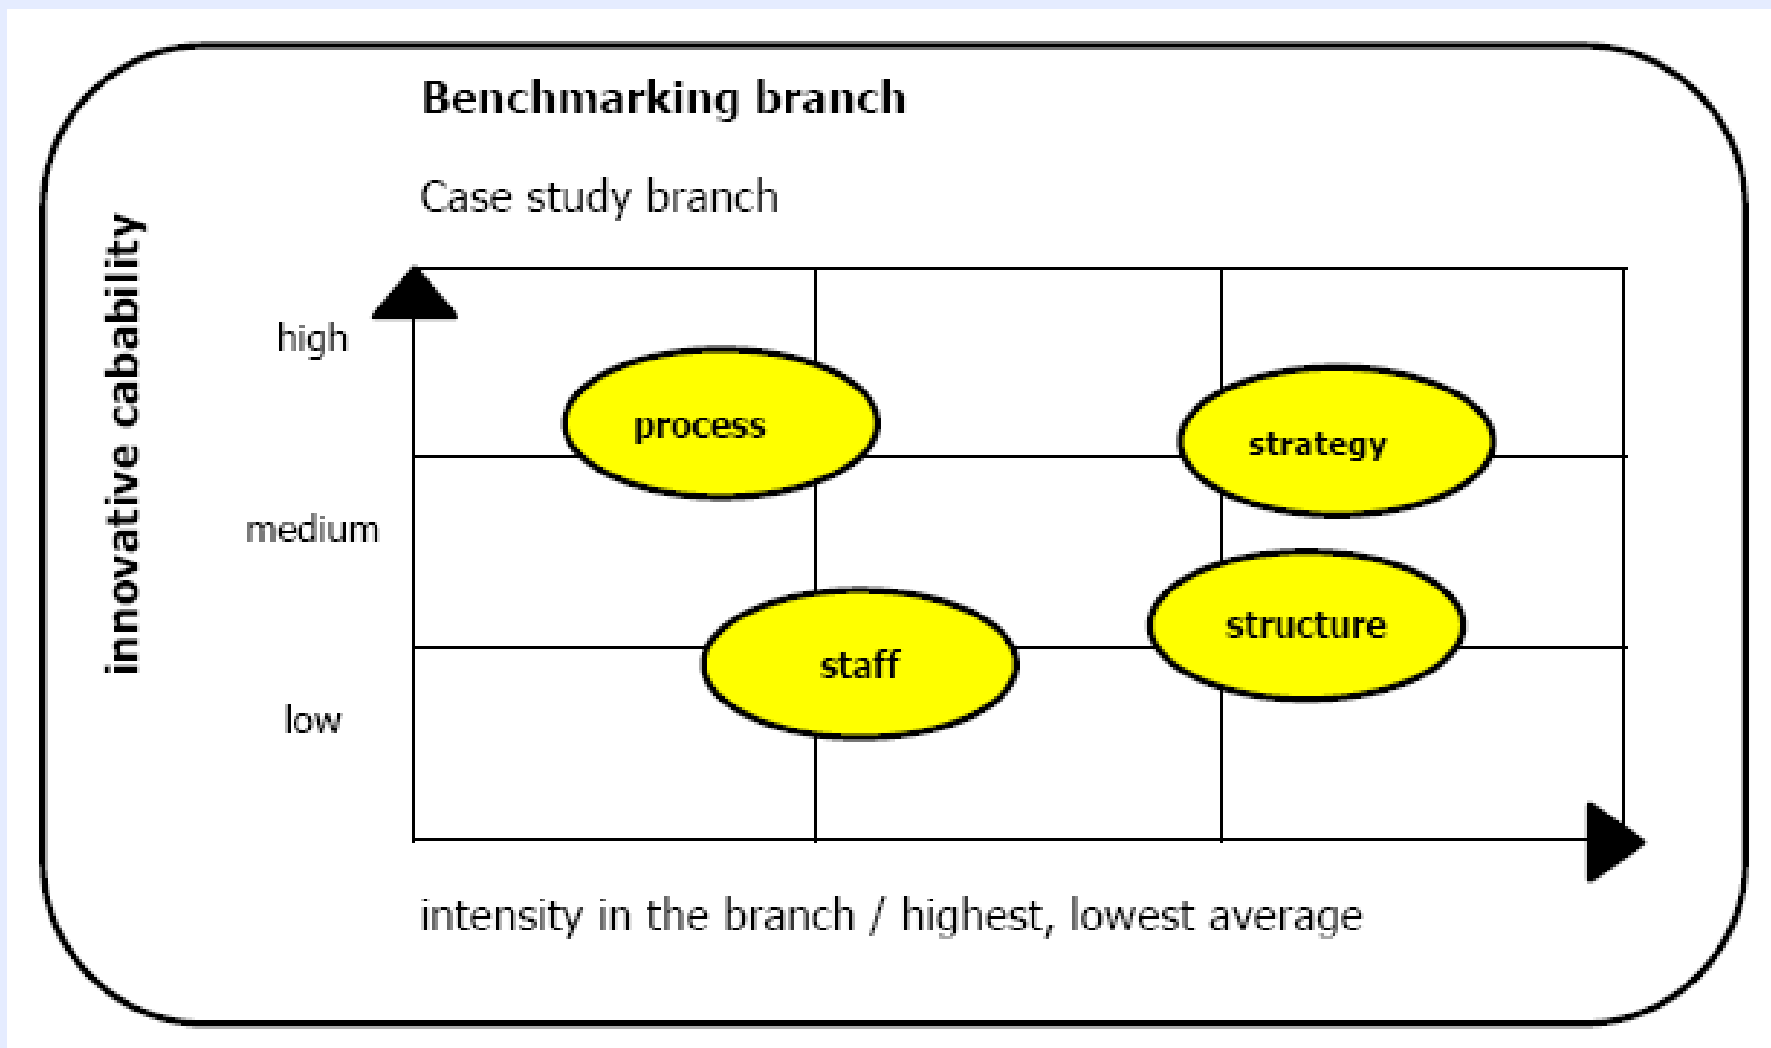 Benchmarking branch
Case study branch
innovative cabability
high
process
strategy
medium
structure
staff
low
intensity in the branch / highest, lowest average